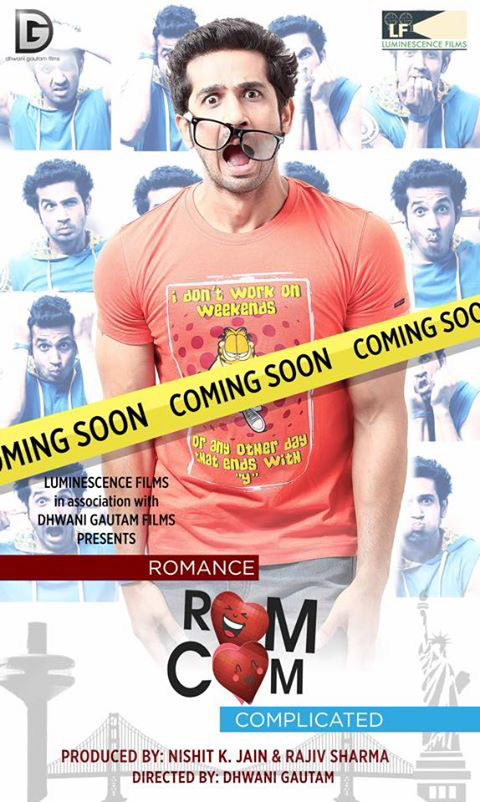 DG
dhwani gautam films
LF
LUMINESCENCE FILMS
i don't work on
weekends
or any other day
that ends with
"y"
OMING SOON COMING SOON COMING SOO
LUMINESCENCE FILMS
in association with
DHWANI GAUTAM FILMS
PRESENTS
ROMANCE
ROM
COM
COMPLICATED
PRODUCED BY: NISHIT K. JAIN & RAJIV SHARMA
DIRECTED BY: DHWANI GAUTAM